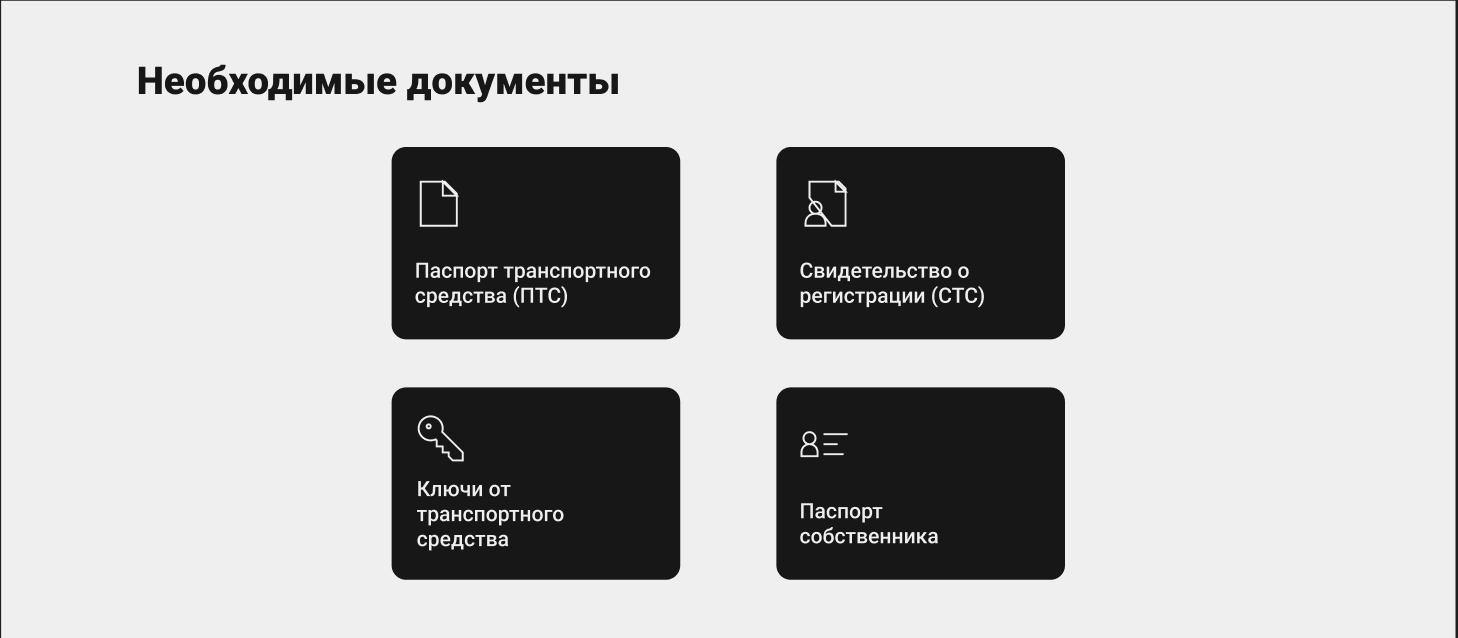 Необходимые документы
Паспорт транспортного
средства (ПТС)
Свидетельство о
регистрации (СТС)
Ключи от
транспортного
средства
Паспорт
собственника